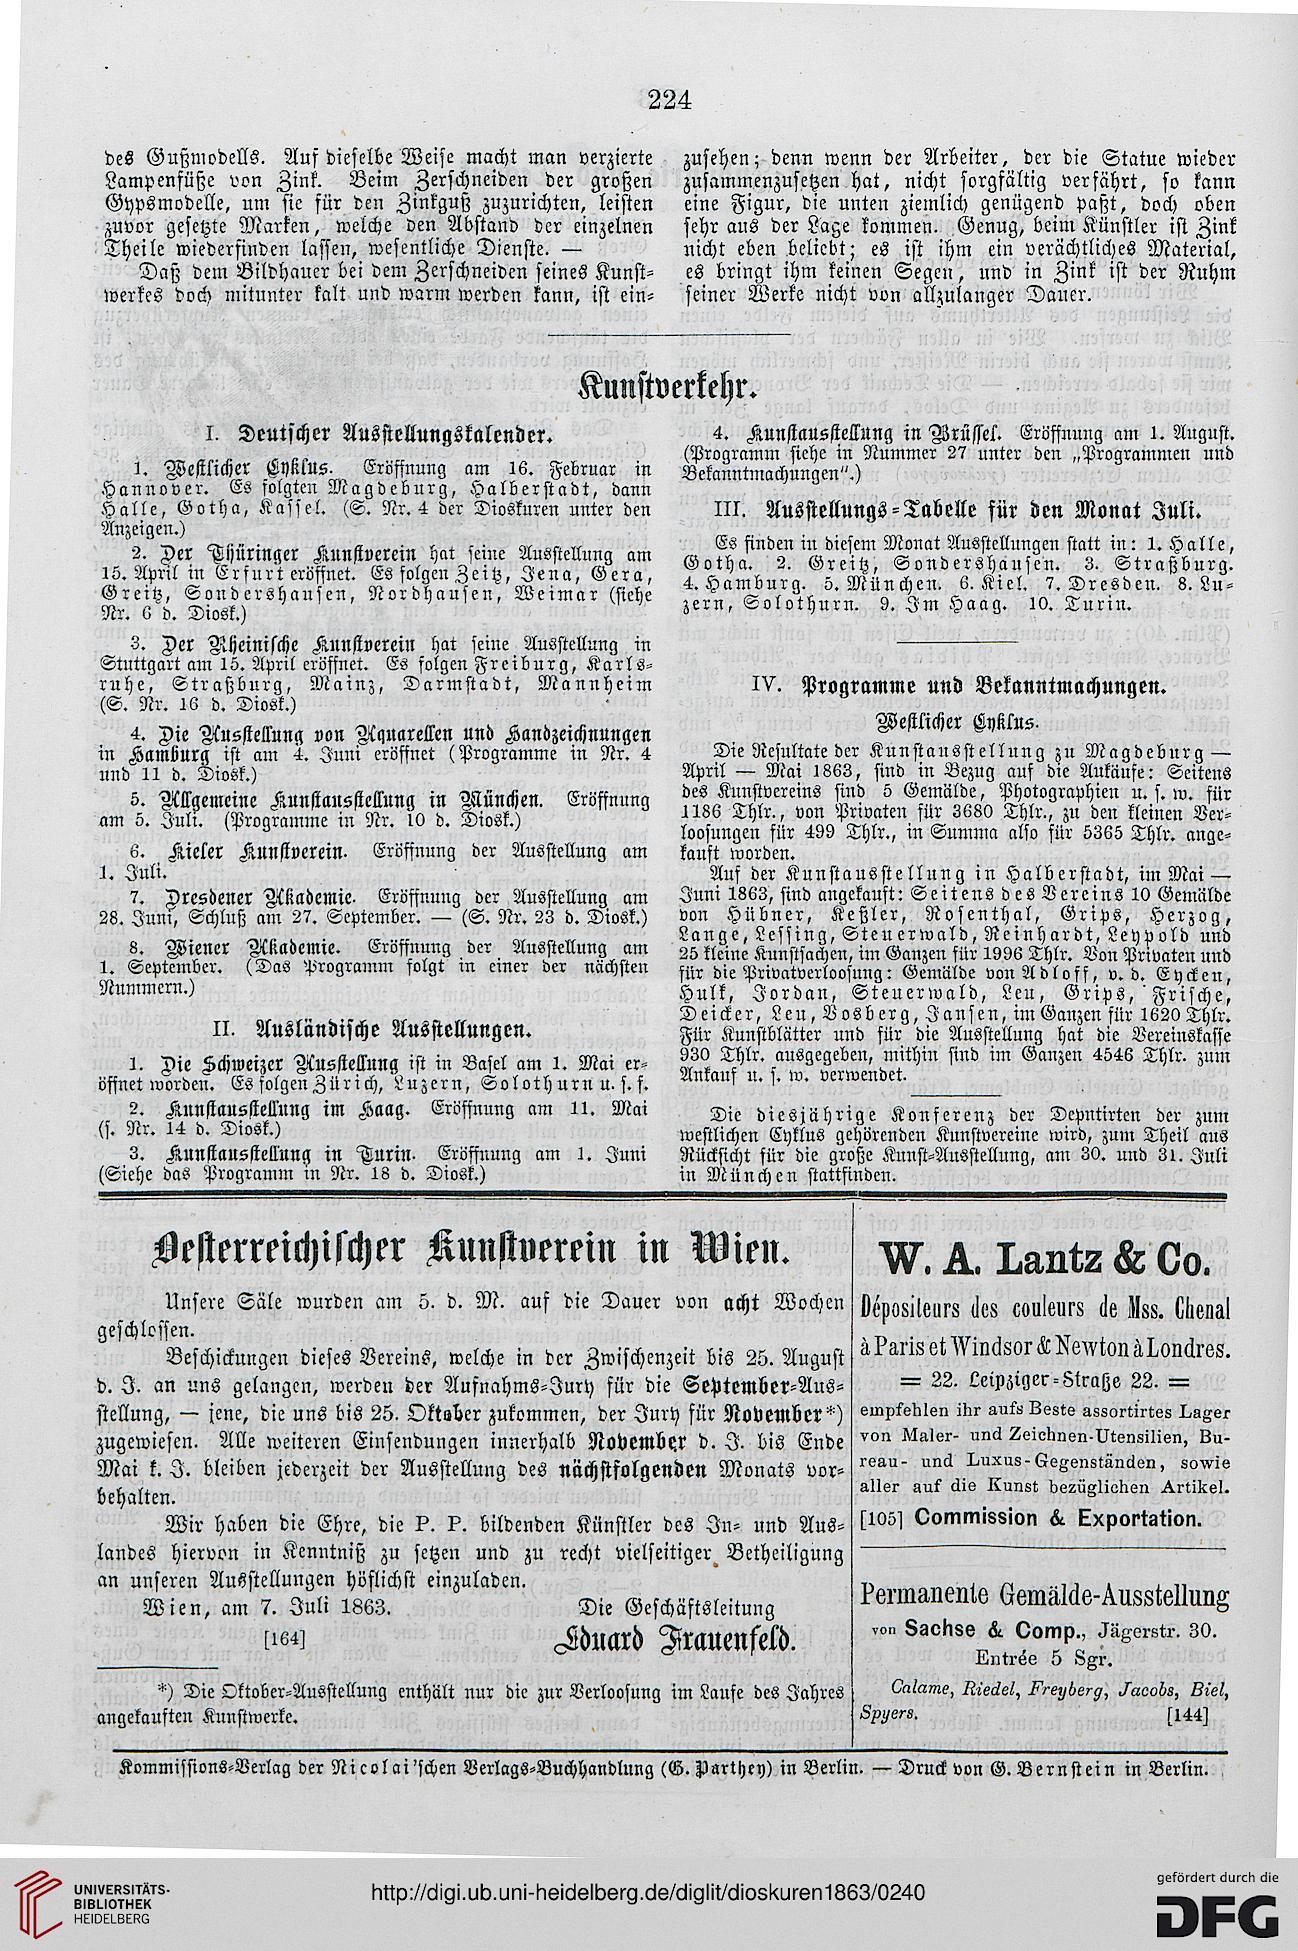 224
des Gußmodells. Auf dieselbe Weise macht man verzierte
Lampenfüße von Zink. Beim Zerschneiden der großen
Gypsmodelle, um sie für den Zinkguß zuzurichten, leisten
zuvor gesetzte Marken, welche den Abstand der einzelnen
Theile wiederfinden lassen, wesentliche Dienste. —
Daß dem Bildhauer bei dem Zerschneiden seines Kunst-
werkes doch mitunter kalt und warm werden kann, ist ein-
zusehen; denn wenn der Arbeiter, der die Statue wieder
zusammenzusetzen hat, nicht sorgfältig verfährt, so kann
eine Figur, die unten ziemlich genügend paßt, doch oben
sehr aus der Lage kommen. Genug, beim Künstler ist Zink
nicht eben beliebt; es ist ihm ein verächtliches Material,
es bringt ihm keinen Segen, und in Zink ist der Ruhm
seiner Werke nicht von allzulanger Dauer.
Kunstverkehr.
I. Deutscher Ausstellungskalender.
1. Westlicher Cyklus. Eröffnung am 16. Februar in
Hannover. Es folgten Magdeburg, Halberstadt, dann
Halle, Gotha, Kassel. (S. Nr. 4 der Dioskuren unter den
Anzeigen.)
2. Der Thüringer Kunstverein hat seine Ausstellung am
15. April in Erfurt eröffnet. Es folgen Zeitz, Jena, Gera,
Greitz, Sondershausen, Nordhausen, Weimar (siehe
Nr. 6 d. Diosk.)
3. Der Rheinische Kunstverein hat seine Ausstellung in
Stuttgart am 15. April eröffnet. Es folgen Freiburg, Karls-
ruhe, Straßburg, Mainz, Darmstadt, Mannheim
(S. Nr. 16 d. Diosk.)
4. Die Ausstellung von Aquarellen und Handzeichnungen
in Hamburg ist am 4. Juni eröffnet (Programme in Nr. 4
und 11 d. Diosk.)
5. Allgemeine Kunstausstellung in München. Eröffnung
am 5. Juli. (Programme in Nr. 10 d. Diosk.)
6. Kieler Kunstverein. Eröffnung der Ausstellung am
1. Juli.
7. Dresdener Akademie. Eröffnung der Ausstellung am
28. Juni, Schluß am 27. September. — (S. Nr. 23 d. Diosk.)
8. Wiener Akademie. Eröffnung der Ausstellung am
1. September. (Das Programm folgt in einer der nächsten
Nummern.)
II. Ausländische Ausstellungen.
1. Die Schweizer Ausstellung ist in Basel am 1. Mai er-
öffnet worden. Es folgen Zürich, Luzern, Solothurn u. s. f.
2. Kunstausstellung im Haag. Eröffnung am 11. Mai
(s. Nr. 14 d. Diosk.)
3. Kunstausstellung in Turin. Eröffnung am 1. Juni
(Siehe das Programm in Nr. 18 d. Diosk.)
4. Kunstausstellung in Brüssel. Eröffnung am 1. August.
(Programm siehe in Nummer 27 unter den „Programmen und
Bekanntmachungen“.)
III. Ausstellungs-Tabelle für den Monat Juli.
Es finden in diesem Monat Ausstellungen statt in: 1. Halle,
Gotha. 2. Greitz, Sondershausen. 3. Straßburg.
4. Hamburg. 5. München. 6. Kiel. 7. Dresden. 8. Lu-
zern, Solothurn. 9. Im Haag. 10. Turin.
IV. Programme und Bekanntmachungen.
Westlicher Cyklus.
Die Resultate der Kunstausstellung zu Magdeburg —
April — Mai 1863, sind in Bezug auf die Ankäufe: Seitens
des Kunstvereins sind 5 Gemälde, Photographien u. s. w. für
1186 Thlr., von Privaten für 3680 Thlr., zu den kleinen Ver-
loosungen für 499 Thlr., in Summa also für 5365 Thlr. ange-
kauft worden.
Auf der Kunstausstellung in Halberstadt, im Mai —
Juni 1863, sind angekauft: Seitens des Vereins 10 Gemälde
von Hübner, Keßler, Rosenthal, Grips, Herzog,
Lange, Lessing, Steuerwald, Reinhardt, Leypold und
25 kleine Kunstsachen, im Ganzen für 1996 Thlr. Von Privaten und
für die Privatverloosung: Gemälde von Adloff, v. d. Eycken,
Hulk, Jordan, Steuerwald, Leu, Grips, Frische,
Deicker, Leu, Vosberg, Jansen, im Ganzen für 1620 Thlr.
Für Kunstblätter und für die Ausstellung hat die Vereinskasse
930 Thlr. ausgegeben, mithin sind im Ganzen 4546 Thlr. zum
Ankauf u. s. w. verwendet.
Die diesjährige Konferenz der Deputirten der zum
westlichen Cyklus gehörenden Kunstvereine wird, zum Theil aus
Rücksicht für die große Kunst-Ausstellung, am 30. und 31. Juli
in München stattfinden.
Oesterreichischer Kunstverein in Wien.
Unsere Säle wurden am 5. d. M. auf die Dauer von acht Wochen
geschlossen.
Beschickungen dieses Vereins, welche in der Zwischenzeit bis 25. August
d. J. an uns gelangen, werden der Aufnahms-Jury für die September-Aus-
stellung, — jene, die uns bis 25. Oktober zukommen, der Jury für November*)
zugewiesen. Alle weiteren Einsendungen innerhalb November d. J. bis Ende
Mai k. J. bleiben jederzeit der Ausstellung des nächstfolgenden Monats vor-
behalten.
Wir haben die Ehre, die P. P. bildenden Künstler des In- und Aus-
landes hiervon in Kenntniß zu setzen und zu recht vielseitiger Betheiligung
an unseren Ausstellungen höflichst einzuladen.
Wien, am 7. Juli 1863. Die Geschäftsleitung
[164] Eduard Frauenfeld.
*) Die Oktober-Ausstellung enthält nur die zur Verloosung im Laufe des Jahres
angekauften Kunstwerke.
W. A. Lantz & Co.
Dépositeurs des couleurs de Mss. Chenal
à Paris et Windsor & Newton à Londres.
= 22. Leipziger-Straße 22. =
empfehlen ihr aufs Beste assortirtes Lager
von Maler- und Zeichnen-Utensilien, Bu-
reau- und Luxus-Gegenständen, sowie
aller auf die Kunst bezüglichen Artikel.
[105] Commission & Exportation.
Permanente Gemälde-Ausstellung
von Sachse & Comp., Jägerstr. 30.
Entrée 5 Sgr.
Calame, Riedel, Freyberg, Jacobs, Biel,
Spyers. [144]
Kommissions-Verlag der Nicolai'schen Verlags-Buchhandlung (G. Parthey) in Berlin. — Druck von G. Bernstein in Berlin.
UNIVERSITÄTS-
BIBLIOTHEK
HEIDELBERG
http://digi.ub.uni-heidelberg.de/diglit/dioskuren1863/0240
gefördert durch die
DFG